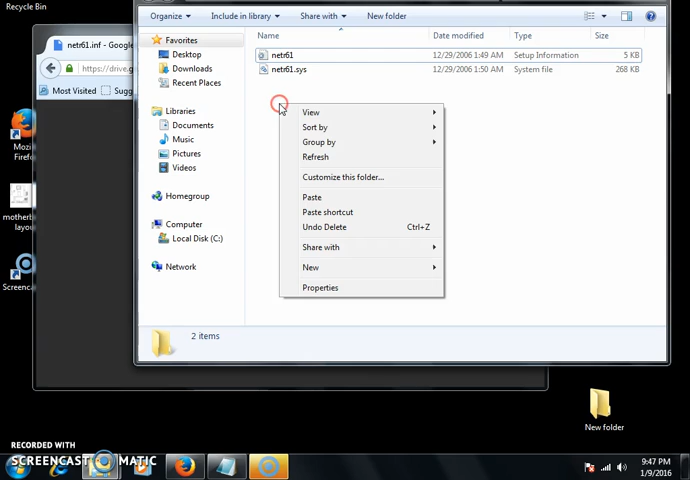 Recycle Bin
Organize Include in library Share with New folder
netr61.inf - Google
https://drive.g
Most Visited Sugg
Mozi
Firefo
motherb
layou
Screenca
Favorites
Desktop
Downloads
Recent Places
Libraries
Documents
Music
Pictures
Videos
Homegroup
Computer
Local Disk (C:)
Network
Name Date modified Type Size
netr61 12/29/2006 1:49 AM Setup Information 5 KB
netr61.sys 12/29/2006 1:50 AM System file 268 KB
View
Sort by
Group by
Refresh
Customize this folder...
Paste
Paste shortcut
Undo Delete Ctrl+Z
Share with
New
Properties
2 items
New folder
RECORDED WITH
SCREENCAST MATIC
9:47 PM
1/9/2016